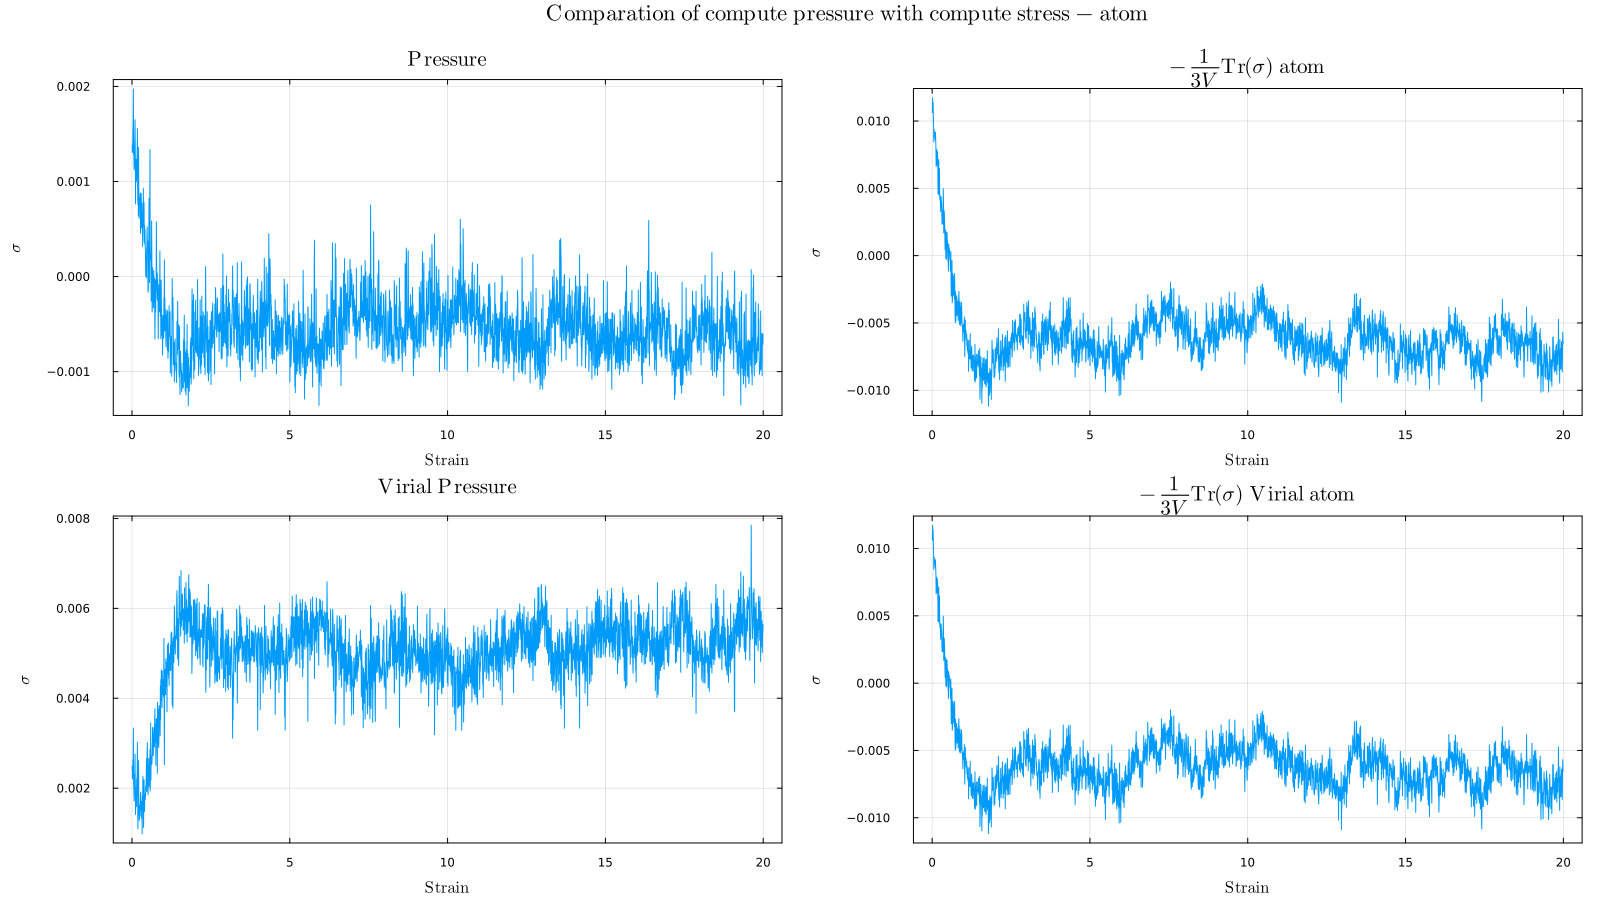 Comparation of compute pressure with compute stress − atom
Pressure
0.002
0.001
0.000
−0.001
σ
0 5 10 15 20
Strain
− 1/3V Tr(σ) atom
0.010
0.005
0.000
−0.005
−0.010
σ
0 5 10 15 20
Strain
Virial Pressure
0.008
0.006
0.004
0.002
σ
0 5 10 15 20
Strain
− 1/3V Tr(σ) Virial atom
0.010
0.005
0.000
−0.005
−0.010
σ
0 5 10 15 20
Strain